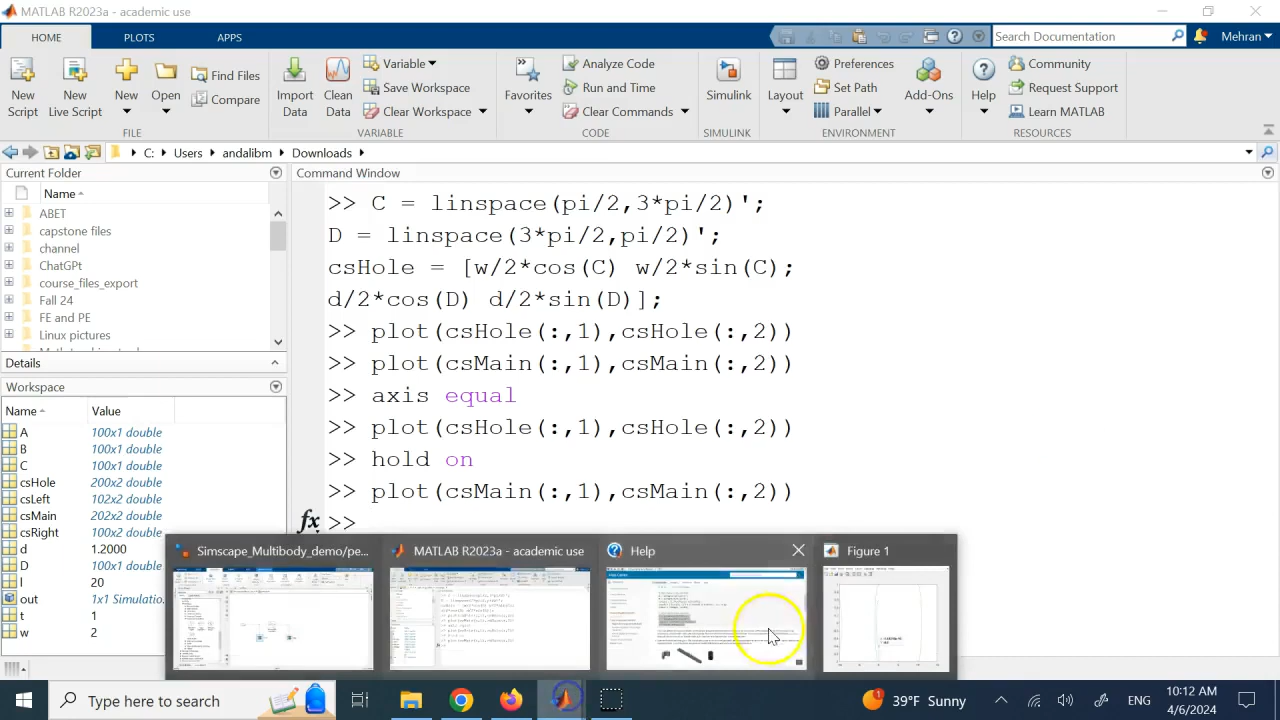 MATLAB R2023a - academic use
HOME PLOTS APPS
Search Documentation
Mehran
New Script
New Live Script
New
Open
Find Files
Compare
FILE
Import Data
Clean Data
Variable
Save Workspace
Clear Workspace
VARIABLE
Favorites
Analyze Code
Run and Time
Clear Commands
CODE
Simulink
SIMULINK
Layout
Preferences
Set Path
Parallel
ENVIRONMENT
Add-Ons
Help
Community
Request Support
Learn MATLAB
RESOURCES
C: Users andalibm Downloads
Current Folder
Name
ABET
capstone files
channel
ChatGPt
course_files_export
Fall 24
FE and PE
Linux pictures
Details
Workspace
Name Value
A 100x1 double
B 100x1 double
C 100x1 double
csHole 200x2 double
csLeft 102x2 double
csMain 202x2 double
csRight 100x2 double
d 1.2000
D 100x1 double
l 20
out 1x1 Simulatio...
t 1
w 2
Command Window
>> C = linspace(pi/2,3*pi/2)';
D = linspace(3*pi/2,pi/2)';
csHole = [w/2*cos(C) w/2*sin(C);
d/2*cos(D) d/2*sin(D)];
>> plot(csHole(:,1),csHole(:,2))
>> plot(csMain(:,1),csMain(:,2))
>> axis equal
>> plot(csHole(:,1),csHole(:,2))
>> hold on
>> plot(csMain(:,1),csMain(:,2))
fx >>
Simscape_Multibody_demo/pe...
MATLAB R2023a - academic use
Help
Figure 1
Type here to search
1
39°F Sunny
ENG
10:12 AM
4/6/2024